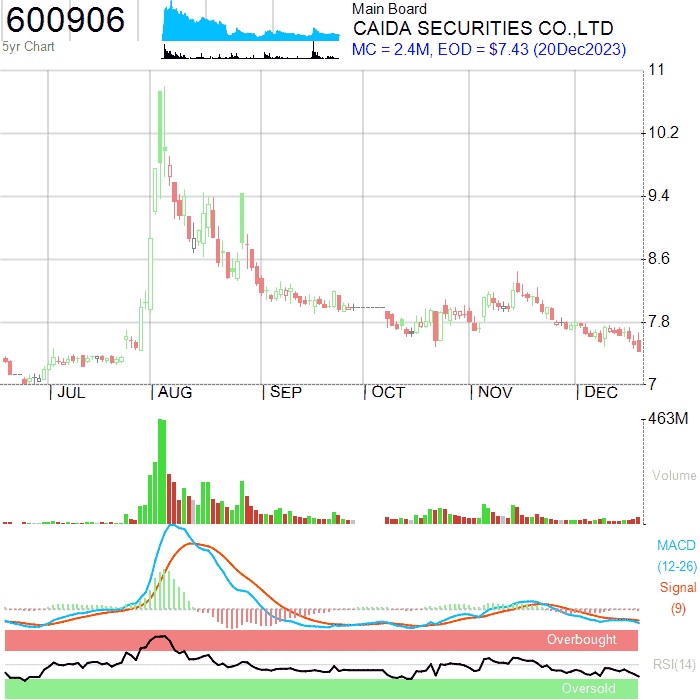 600906
5yr Chart
Main Board
CAIDA SECURITIES CO.,LTD
MC = 2.4M, EOD = $7.43 (20Dec2023)
11
10.2
9.4
8.6
7.8
7
JUL AUG SEP OCT NOV DEC
463M
Volume
MACD
(12-26)
Signal
(9)
Overbought
RSI(14)
Oversold